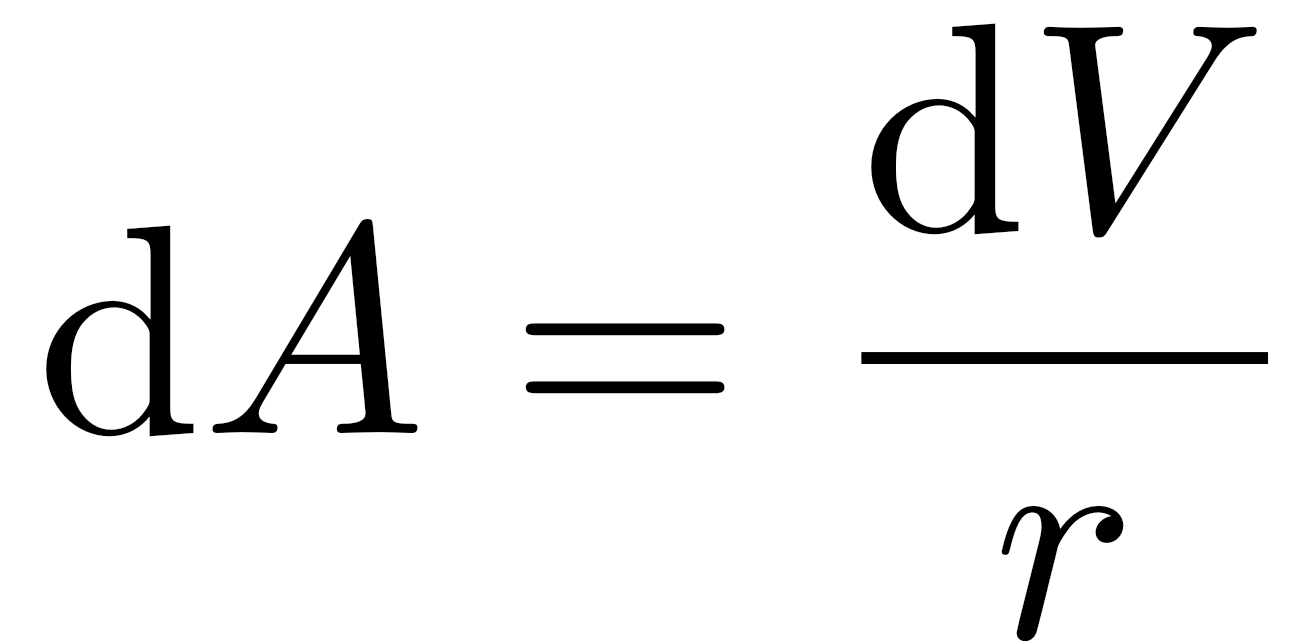 dA = dV/r